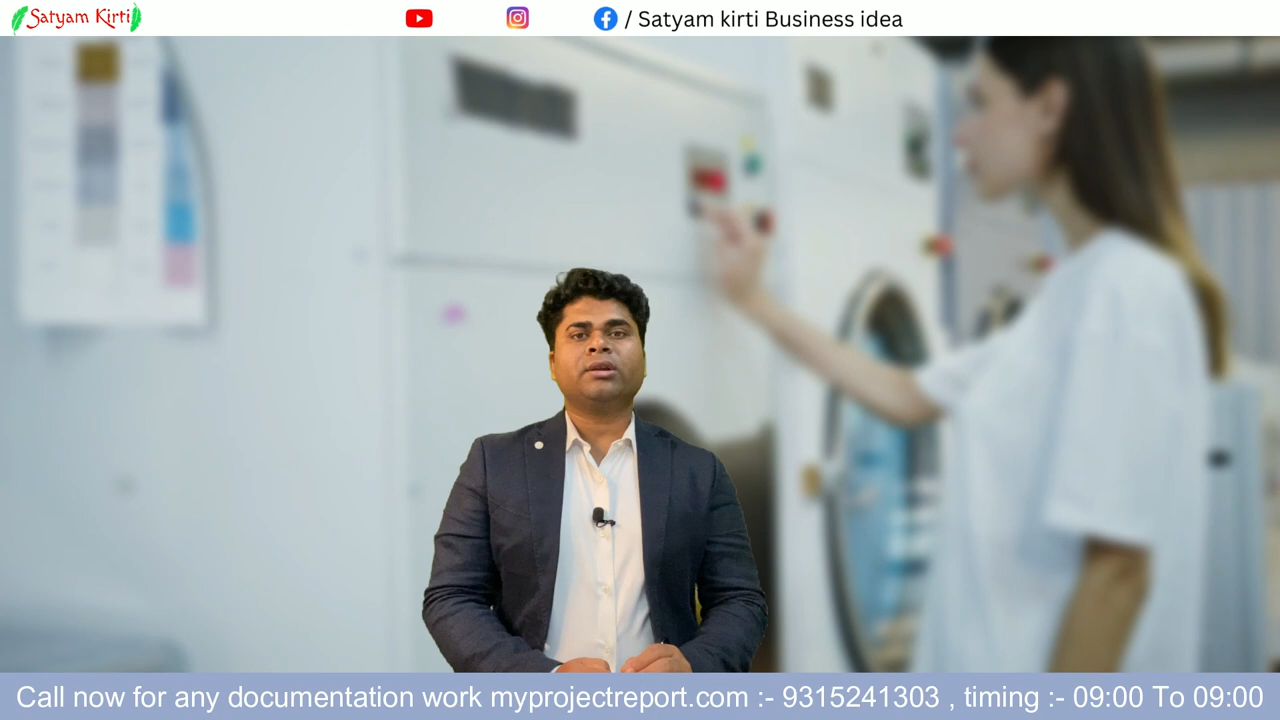 Satyam Kirti
/ Satyam kirti Business idea
Call now for any documentation work myprojectreport.com :- 9315241303 , timing :- 09:00 To 09:00